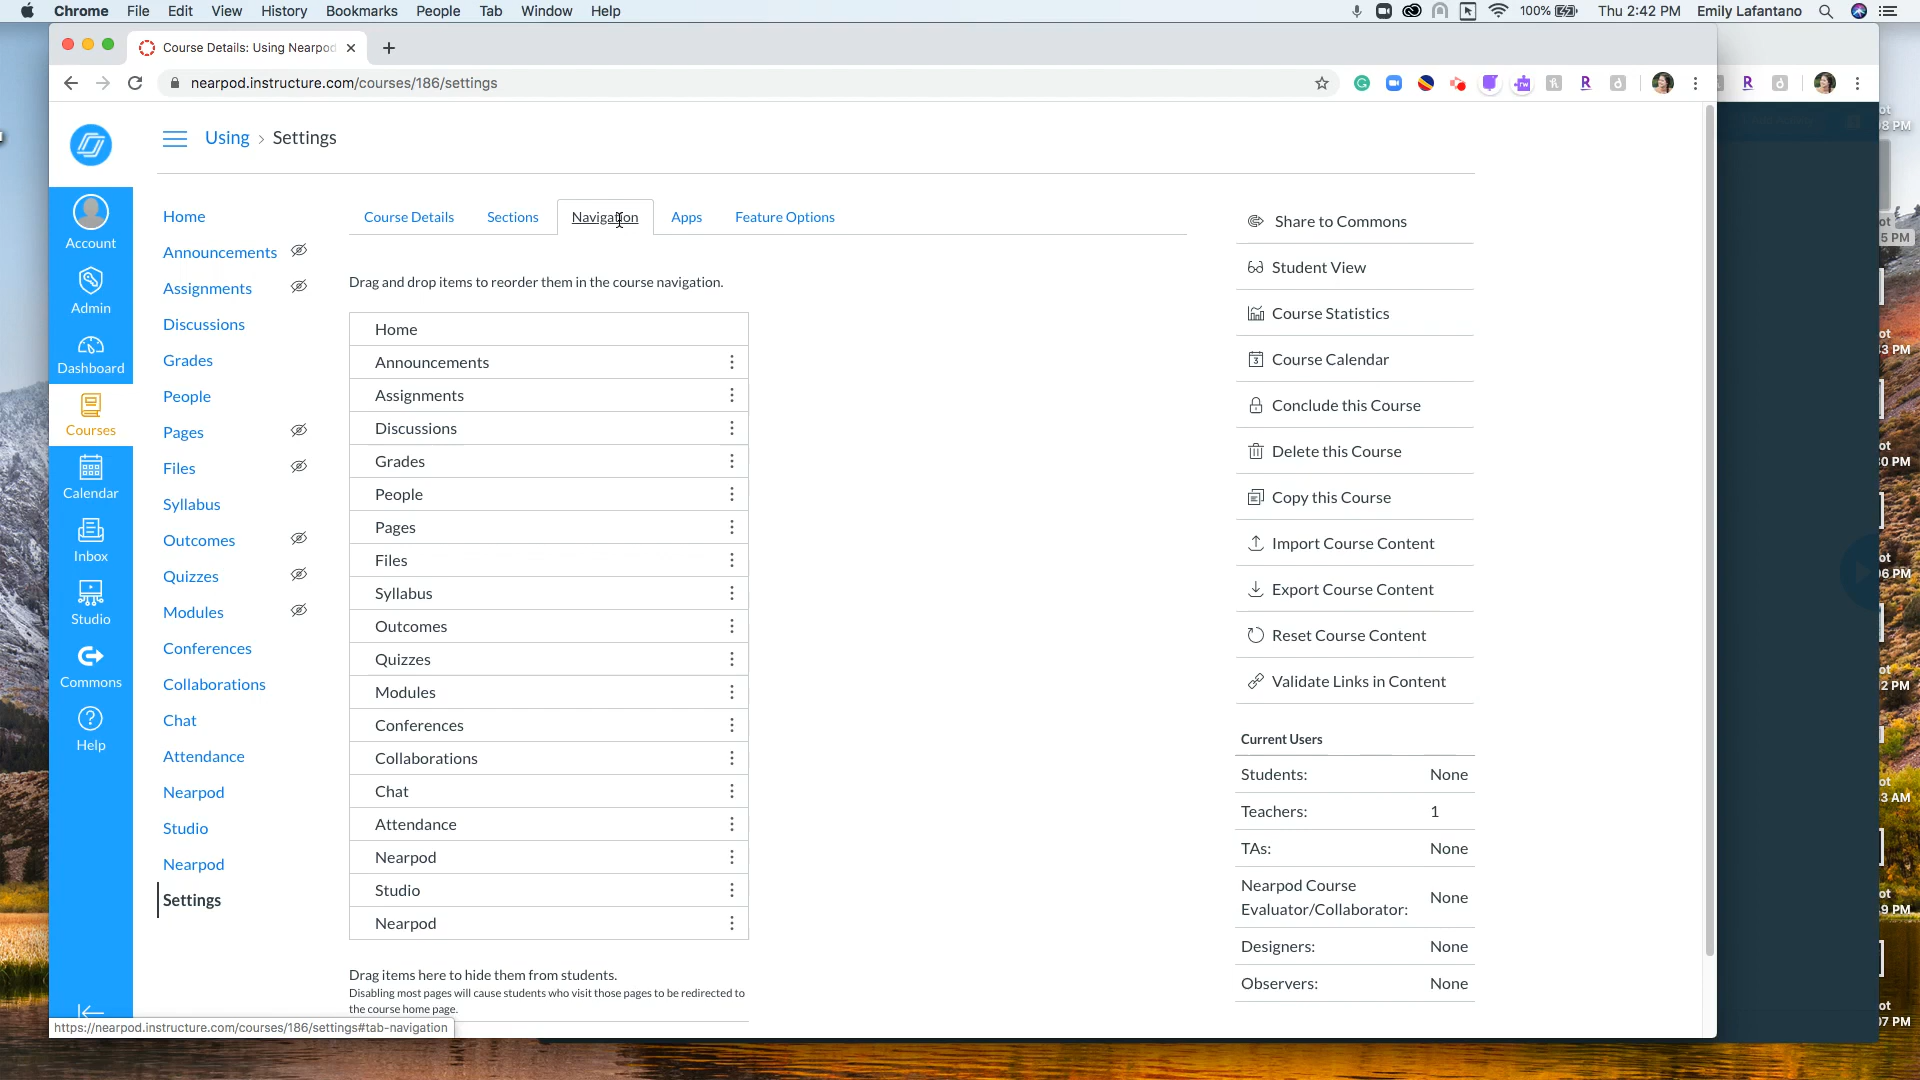 Chrome File Edit View History Bookmarks People Tab Window Help
100% Thu 2:42 PM Emily Lafantano
Course Details: Using Nearpod
nearpod.instructure.com/courses/186/settings
Using > Settings
Account
Admin
Dashboard
Courses
Calendar
Inbox
Studio
Commons
Help
Home
Announcements
Assignments
Discussions
Grades
People
Pages
Files
Syllabus
Outcomes
Quizzes
Modules
Conferences
Collaborations
Chat
Attendance
Nearpod
Studio
Nearpod
Settings
Course Details Sections Navigation Apps Feature Options
Drag and drop items to reorder them in the course navigation.
Home
Announcements
Assignments
Discussions
Grades
People
Pages
Files
Syllabus
Outcomes
Quizzes
Modules
Conferences
Collaborations
Chat
Attendance
Nearpod
Studio
Nearpod
Drag items here to hide them from students.
Disabling most pages will cause students who visit those pages to be redirected to
the course home page.
Share to Commons
Student View
Course Statistics
Course Calendar
Conclude this Course
Delete this Course
Copy this Course
Import Course Content
Export Course Content
Reset Course Content
Validate Links in Content
Current Users
Students: None
Teachers: 1
TAs: None
Nearpod Course
Evaluator/Collaborator: None
Designers: None
Observers: None
https://nearpod.instructure.com/courses/186/settings#tab-navigation